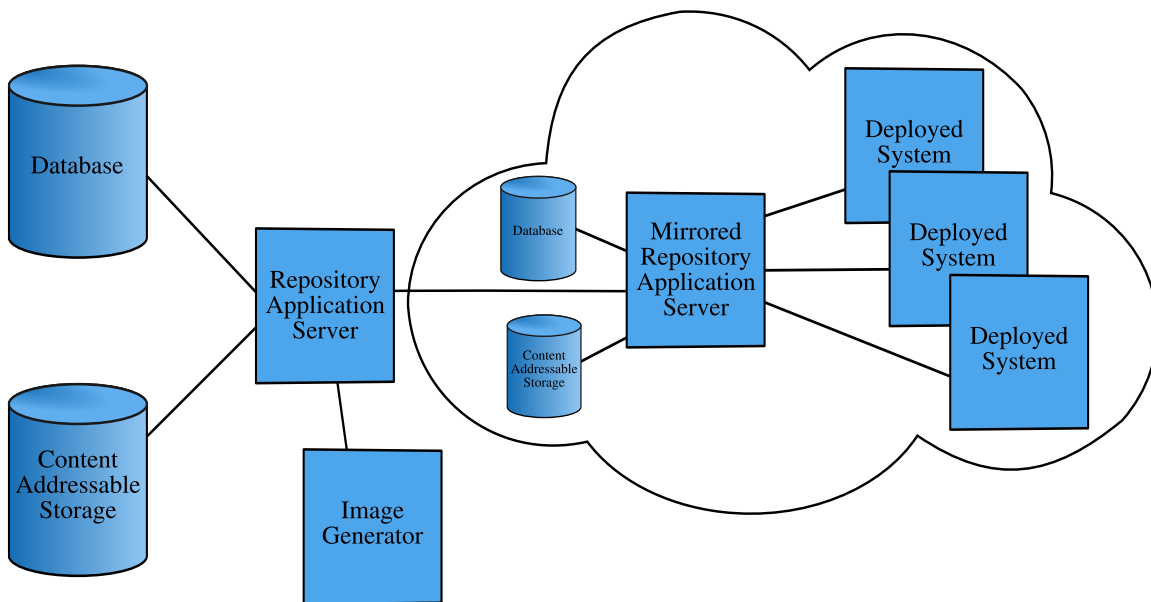 Database
Content
Addressable
Storage
Repository
Application
Server
Image
Generator
Database
Content
Addressable
Storage
Mirrored
Repository
Application
Server
Deployed
System
Deployed
System
Deployed
System